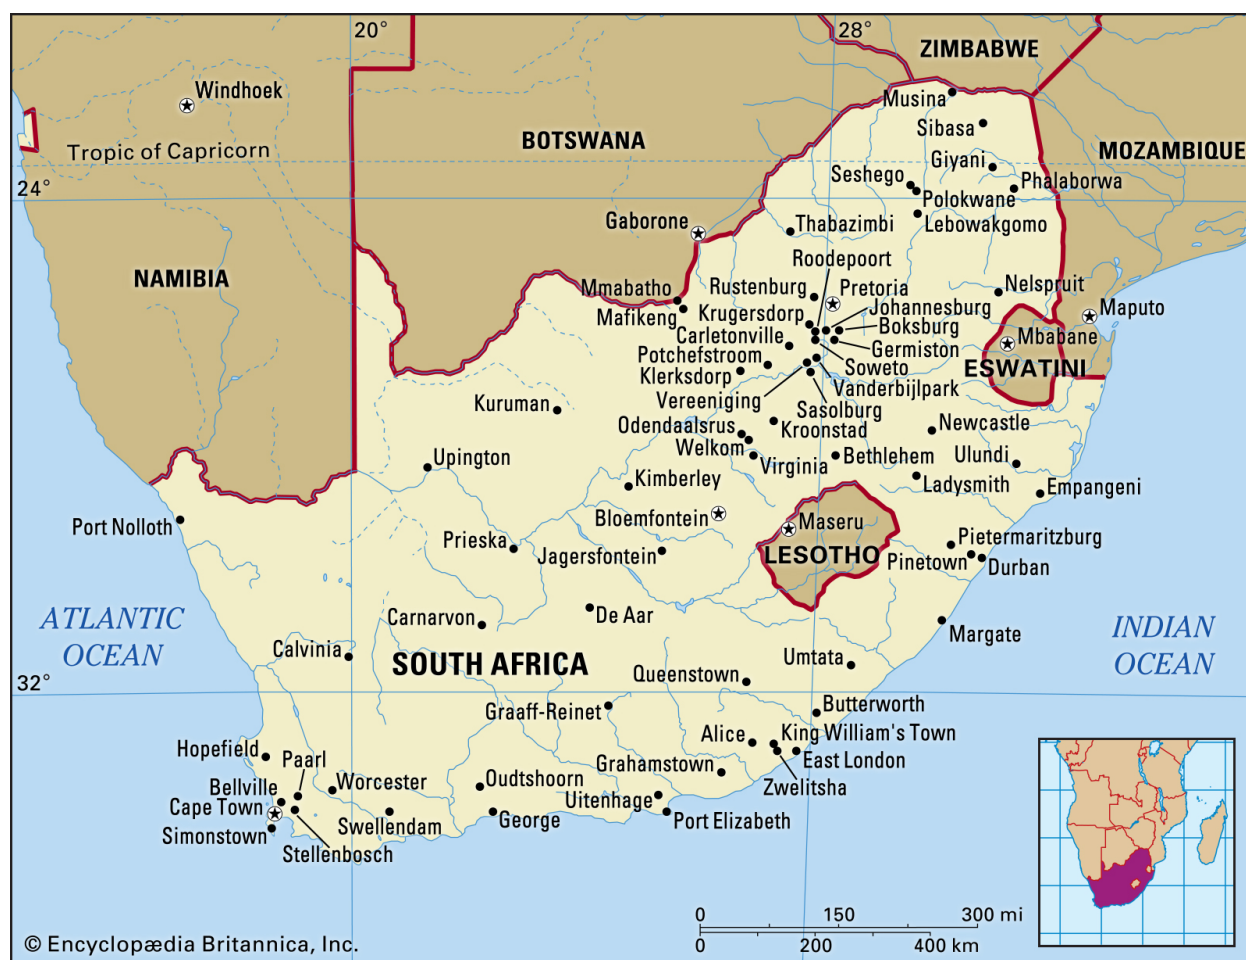 20°
28°
ZIMBABWE
Windhoek
Musina
Sibasa
BOTSWANA
Tropic of Capricorn
Giyani
MOZAMBIQUE
24°
Seshego
Phalaborwa
Polokwane
Gaborone
Thabazimbi
Lebowakgomo
Roodepoort
NAMIBIA
Mmabatho
Rustenburg
Pretoria
Nelspruit
Mafikeng
Krugersdorp
Johannesburg
Maputo
Carletonville
Boksburg
Mbabane
Potchefstroom
Germiston
Klerksdorp
Soweto
ESWATINI
Vanderbijlpark
Kuruman
Vereeniging
Sasolburg
Odendaalsrus
Kroonstad
Newcastle
Welkom
Upington
Virginia
Bethlehem
Ulundi
Kimberley
Ladysmith
Empangeni
Port Nolloth
Bloemfontein
Maseru
Prieska
Jagersfontein
LESOTHO
Pietermaritzburg
Pinetown
Durban
ATLANTIC
OCEAN
Carnarvon
De Aar
Margate
INDIAN
OCEAN
Calvinia
SOUTH AFRICA
Umtata
32°
Queenstown
Graaff-Reinet
Butterworth
Alice
King William's Town
Hopefield
Paarl
East London
Grahamstown
Zwelitsha
Bellville
Worcester
Oudtshoorn
Uitenhage
Cape Town
Simonstown
Swellendam
George
Port Elizabeth
Stellenbosch
0 150 300 mi
0 200 400 km
© Encyclopædia Britannica, Inc.